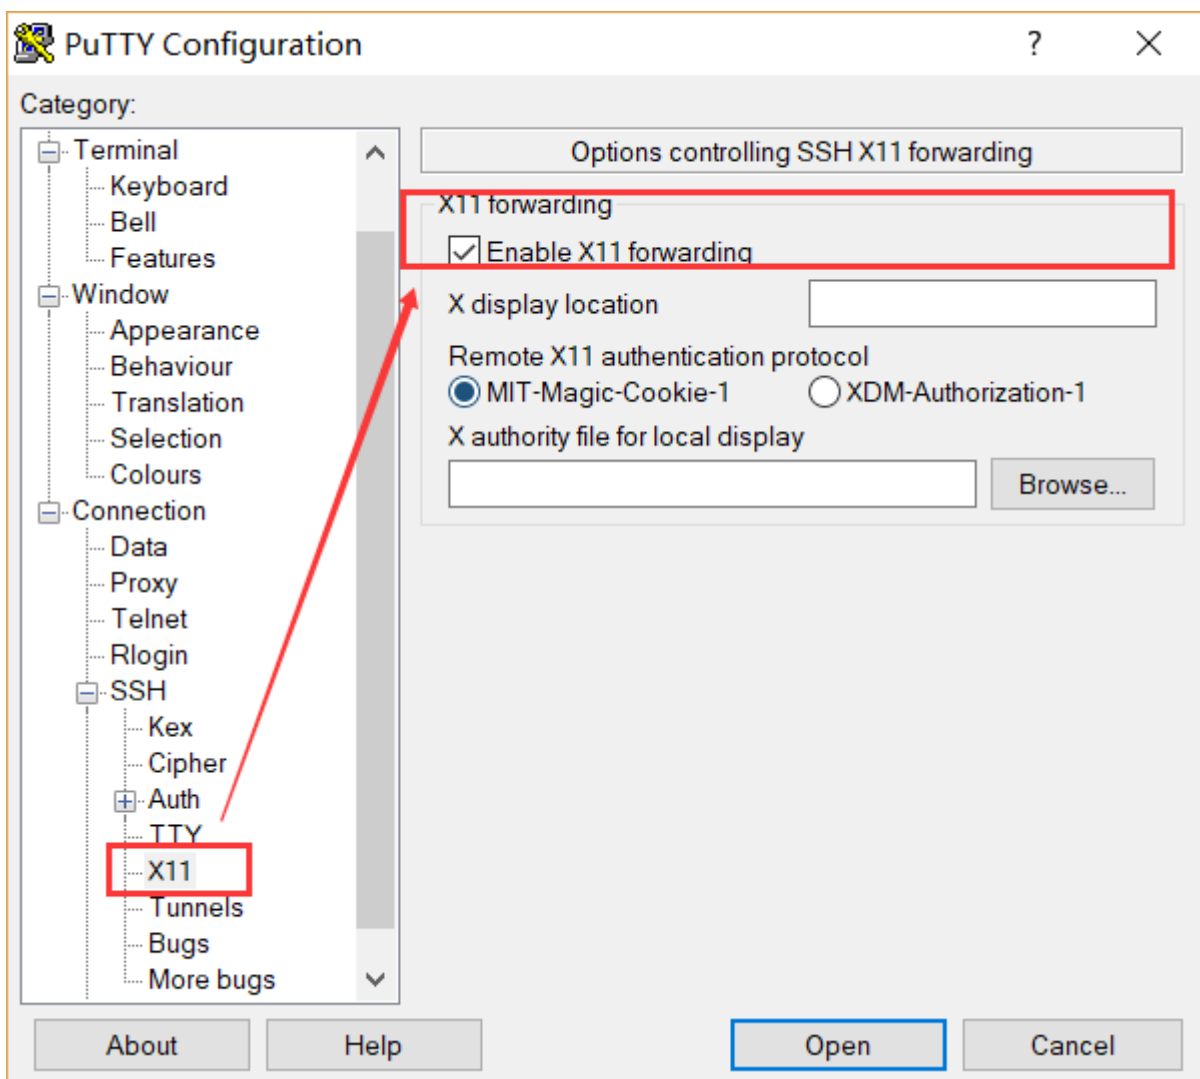 PuTTY Configuration
Category:
Terminal
Keyboard
Bell
Features
Window
Appearance
Behaviour
Translation
Selection
Colours
Connection
Data
Proxy
Telnet
Rlogin
SSH
Kex
Cipher
Auth
TTY
X11
Tunnels
Bugs
More bugs
Options controlling SSH X11 forwarding
X11 forwarding
Enable X11 forwarding
X display location
Remote X11 authentication protocol
MIT-Magic-Cookie-1 XDM-Authorization-1
X authority file for local display
Browse...
About Help Open Cancel